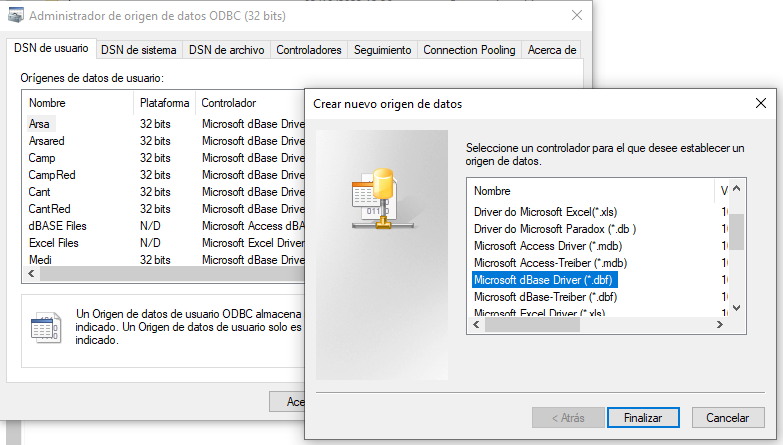 Administrador de origen de datos ODBC (32 bits)
DSN de usuario DSN de sistema DSN de archivo Controladores Seguimiento Connection Pooling Acerca de
Orígenes de datos de usuario:
Nombre Plataforma Controlador
Arsa 32 bits Microsoft dBase Drive
Arsared 32 bits Microsoft dBase Drive
Camp 32 bits Microsoft dBase Drive
CampRed 32 bits Microsoft dBase Drive
Cant 32 bits Microsoft dBase Drive
CantRed 32 bits Microsoft dBase Drive
dBASE Files N/D Microsoft Access dBA
Excel Files N/D Microsoft Excel Driver
Medi 32 bits Microsoft dBase Drive
Un Origen de datos de usuario ODBC almacena
indicado. Un Origen de datos de usuario solo es
indicado.
Ace
Crear nuevo origen de datos
Seleccione un controlador para el que desee establecer un
origen de datos.
Nombre V
Driver do Microsoft Excel(*.xls) 10
Driver do Microsoft Paradox (*.db ) 10
Microsoft Access Driver (*.mdb) 10
Microsoft Access-Treiber (*.mdb) 10
Microsoft dBase Driver (*.dbf) 10
Microsoft dBase-Treiber (*.dbf) 10
Microsoft Excel Driver (*.xls) 10
< Atrás Finalizar Cancelar